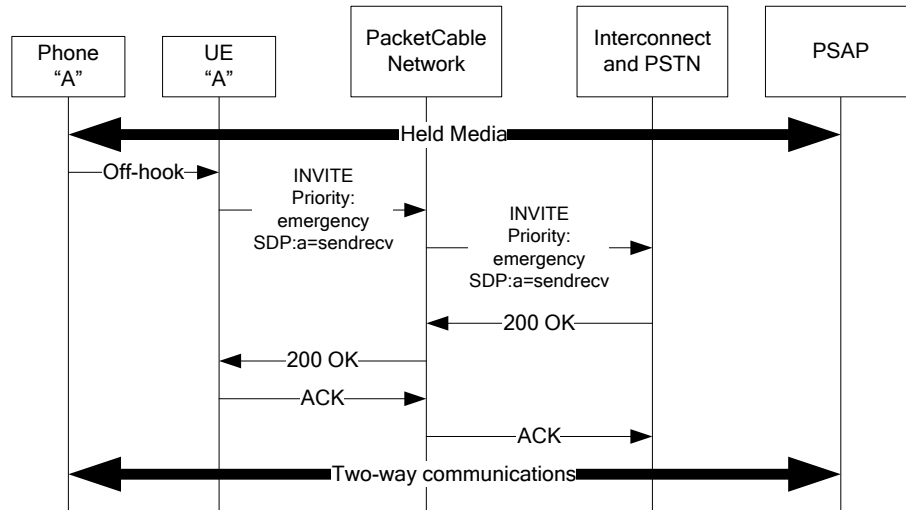 Phone
“A”
UE
“A”
PacketCable
Network
Interconnect
and PSTN
PSAP
Held Media
Off-hook
INVITE
Priority:
emergency
SDP:a=sendrecv
INVITE
Priority:
emergency
SDP:a=sendrecv
200 OK
200 OK
ACK
ACK
Two-way communications